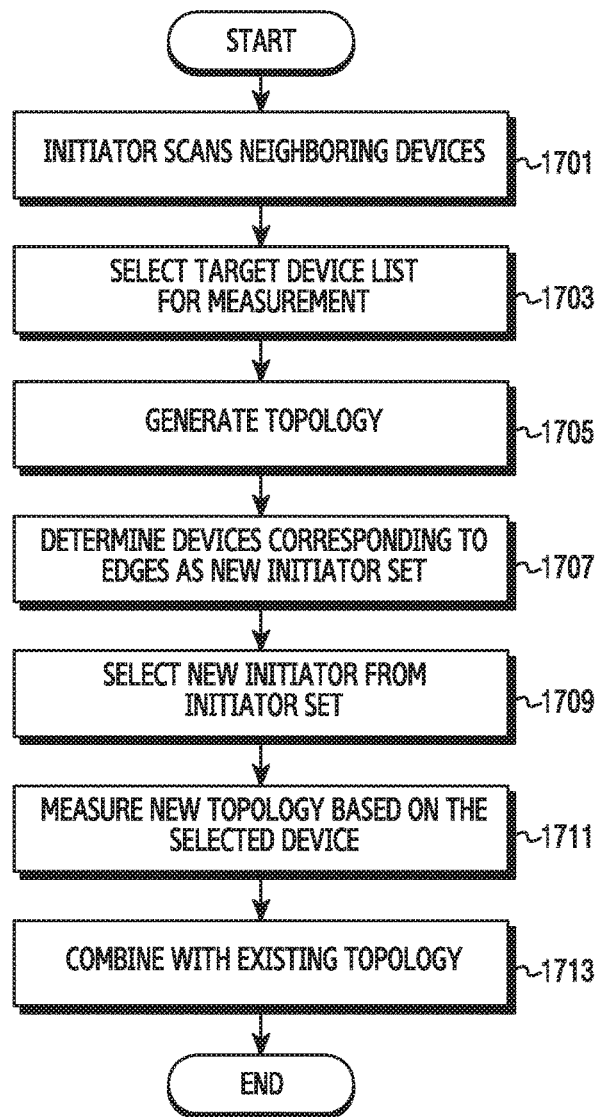 START
INITIATOR SCANS NEIGHBORING DEVICES
1701
SELECT TARGET DEVICE LIST
FOR MEASUREMENT
1703
GENERATE TOPOLOGY
1705
DETERMINE DEVICES CORRESPONDING TO
EDGES AS NEW INITIATOR SET
1707
SELECT NEW INITIATOR FROM
INITIATOR SET
1709
MEASURE NEW TOPOLOGY BASED ON THE
SELECTED DEVICE
1711
COMBINE WITH EXISTING TOPOLOGY
1713
END